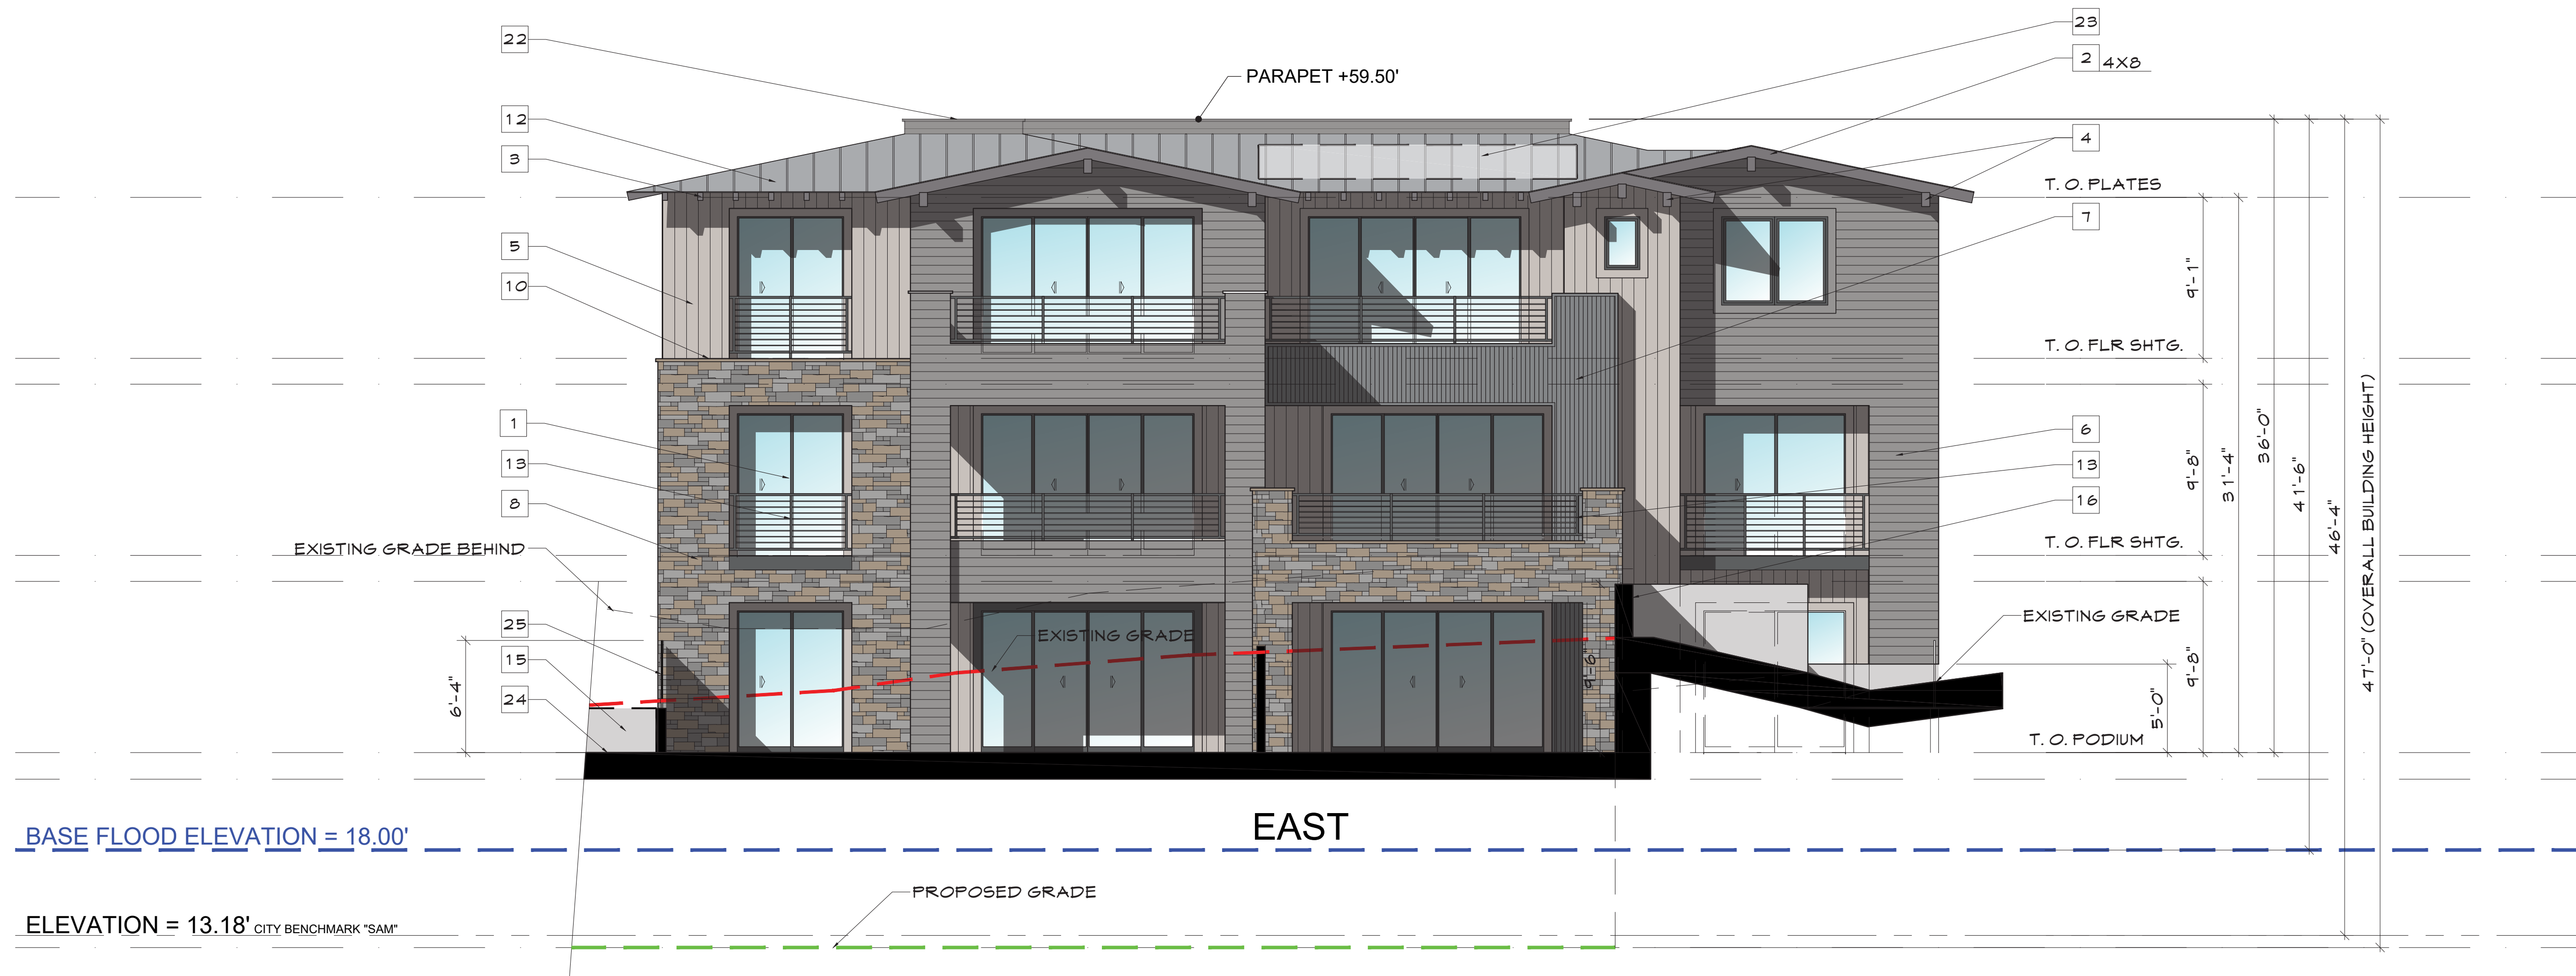 22
23
2 4X8
PARAPET +59.50'
12
4
3
T. O. PLATES
7
5
9'-1"
10
T. O. FLR SHTG.
1
6
36'-0"
47'-0" (OVERALL BUILDING HEIGHT)
13
13
9'-8"
31'-4"
8
16
41'-6"
46'-4"
EXISTING GRADE BEHIND
T. O. FLR SHTG.
25
EXISTING GRADE
EXISTING GRADE
15
9'-6"
9'-8"
6'-4"
24
5'-0"
T. O. PODIUM
EAST
BASE FLOOD ELEVATION = 18.00'
PROPOSED GRADE
ELEVATION = 13.18' CITY BENCHMARK "SAM"